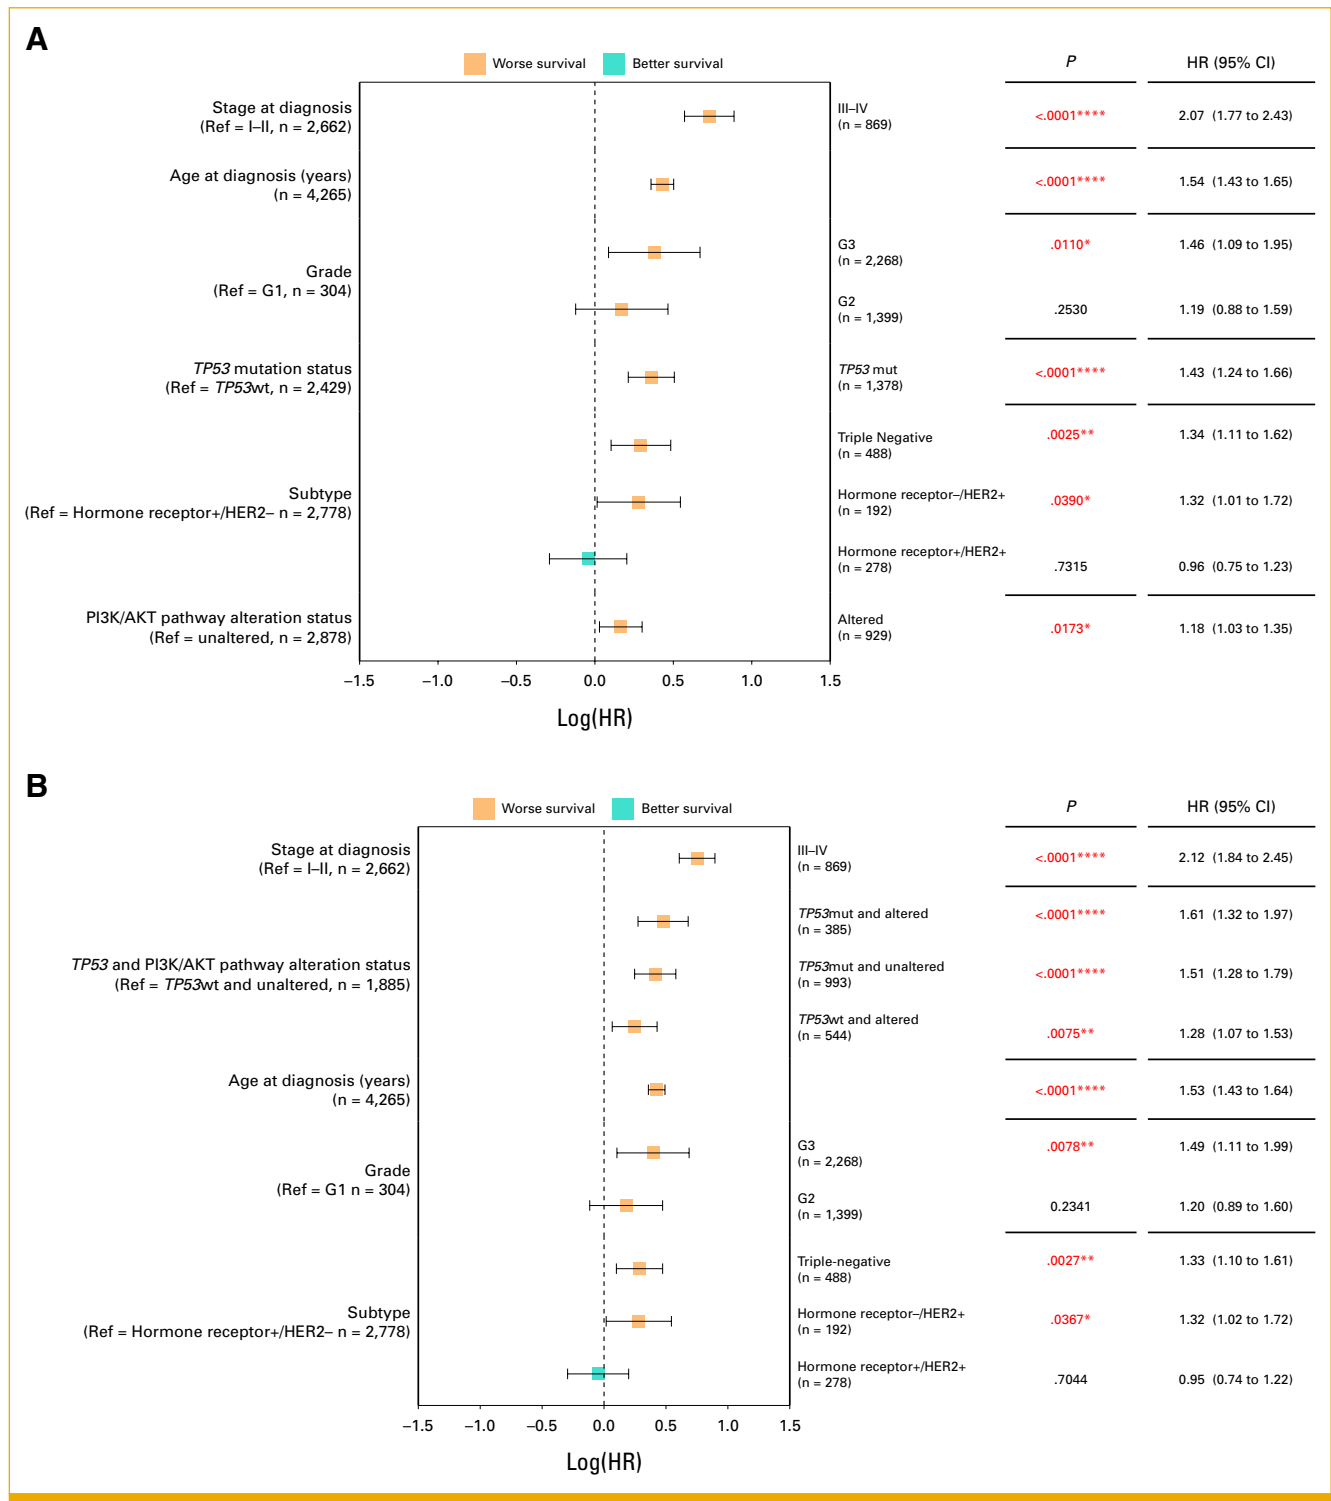 A
Worse survival
Better survival
P
HR (95% CI)
Stage at diagnosis
(Ref = I–II, n = 2,662)
III–IV
(n = 869)
<.0001****
2.07 (1.77 to 2.43)
Age at diagnosis (years)
(n = 4,265)
<.0001****
1.54 (1.43 to 1.65)
Grade
(Ref = G1, n = 304)
G3
(n = 2,268)
.0110*
1.46 (1.09 to 1.95)
G2
(n = 1,399)
.2530
1.19 (0.88 to 1.59)
TP53 mutation status
(Ref = TP53wt, n = 2,429)
TP53 mut
(n = 1,378)
<.0001****
1.43 (1.24 to 1.66)
Subtype
(Ref = Hormone receptor+/HER2– n = 2,778)
Triple Negative
(n = 488)
.0025**
1.34 (1.11 to 1.62)
Hormone receptor–/HER2+
(n = 192)
.0390*
1.32 (1.01 to 1.72)
Hormone receptor+/HER2+
(n = 278)
.7315
0.96 (0.75 to 1.23)
PI3K/AKT pathway alteration status
(Ref = unaltered, n = 2,878)
Altered
(n = 929)
.0173*
1.18 (1.03 to 1.35)
–1.5 –1.0 –0.5 0.0 0.5 1.0 1.5
Log(HR)
B
Worse survival
Better survival
P
HR (95% CI)
Stage at diagnosis
(Ref = I–II, n = 2,662)
III–IV
(n = 869)
<.0001****
2.12 (1.84 to 2.45)
TP53 and PI3K/AKT pathway alteration status
(Ref = TP53wt and unaltered, n = 1,885)
TP53mut and altered
(n = 385)
<.0001****
1.61 (1.32 to 1.97)
TP53mut and unaltered
(n = 993)
<.0001****
1.51 (1.28 to 1.79)
TP53wt and altered
(n = 544)
.0075**
1.28 (1.07 to 1.53)
Age at diagnosis (years)
(n = 4,265)
<.0001****
1.53 (1.43 to 1.64)
Grade
(Ref = G1 n = 304)
G3
(n = 2,268)
.0078**
1.49 (1.11 to 1.99)
G2
(n = 1,399)
0.2341
1.20 (0.89 to 1.60)
Subtype
(Ref = Hormone receptor+/HER2– n = 2,778)
Triple-negative
(n = 488)
.0027**
1.33 (1.10 to 1.61)
Hormone receptor–/HER2+
(n = 192)
.0367*
1.32 (1.02 to 1.72)
Hormone receptor+/HER2+
(n = 278)
.7044
0.95 (0.74 to 1.22)
–1.5 –1.0 –0.5 0.0 0.5 1.0 1.5
Log(HR)